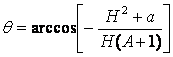 θ = arccos[ - (H² + a) / (H(A+1)) ]